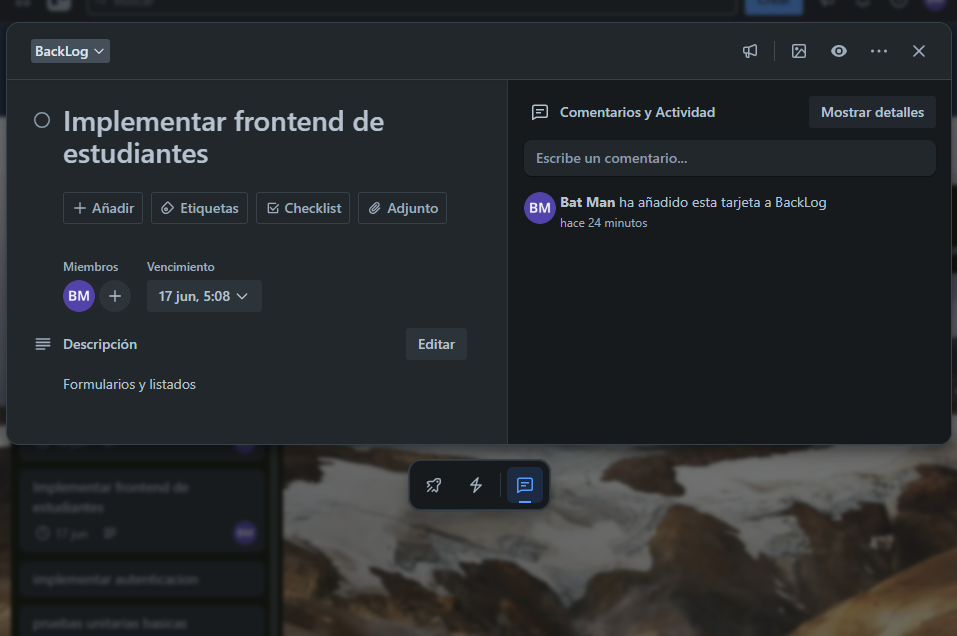 Buscar
Crear
BackLog
Implementar frontend de
estudiantes
Añadir
Etiquetas
Checklist
Adjunto
Miembros
Vencimiento
BM
17 jun, 5:08
Descripción
Editar
Formularios y listados
Comentarios y Actividad
Mostrar detalles
Escribe un comentario...
BM
Bat Man ha añadido esta tarjeta a BackLog
hace 24 minutos
Implementar frontend de
estudiantes
17 jun
BM
implementar autenticacion
pruebas unitarias basicas